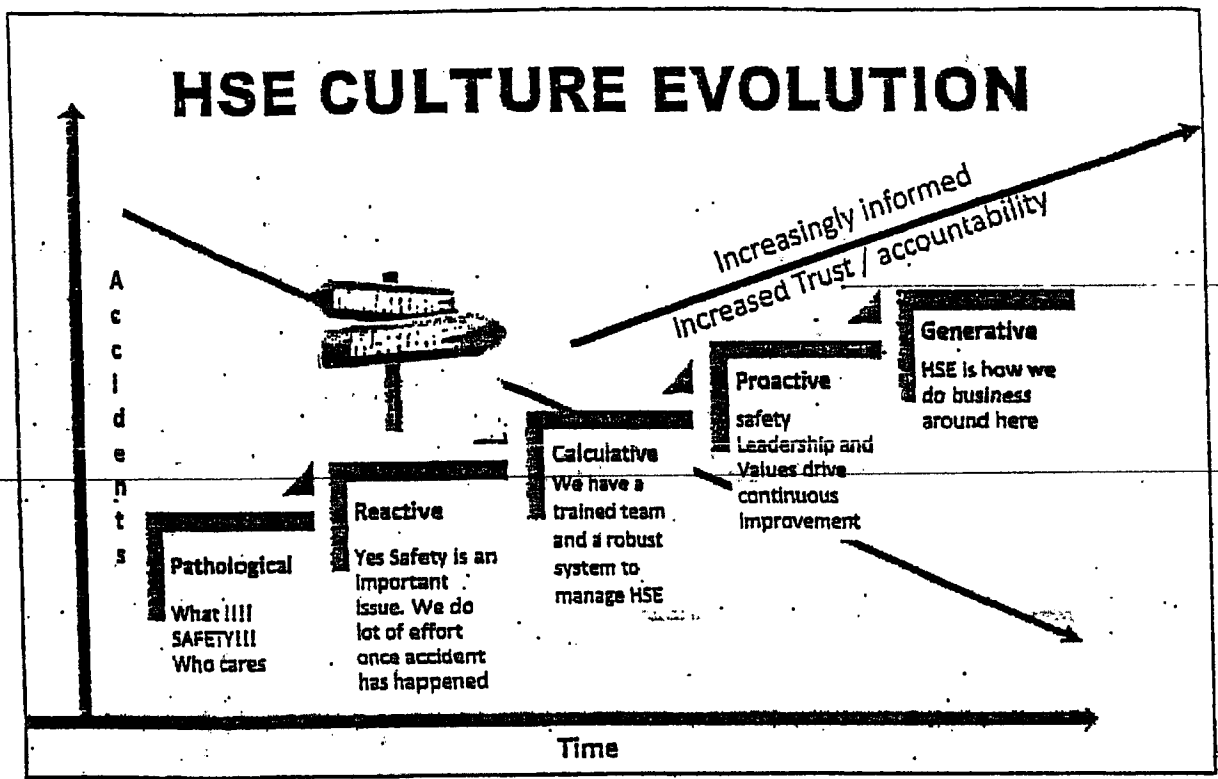 HSE CULTURE EVOLUTION
Accidents
Increasingly informed
Increased Trust / accountability
Pathological
What !!!!
SAFETY!!!
Who cares
Reactive
Yes Safety is an
important
issue. We do
lot of effort
once accident
has happened
Calculative
We have a
trained team
and a robust
system to
manage HSE
Proactive
safety
Leadership and
Values drive
continuous
improvement
Generative
HSE is how we
do business
around here
Time